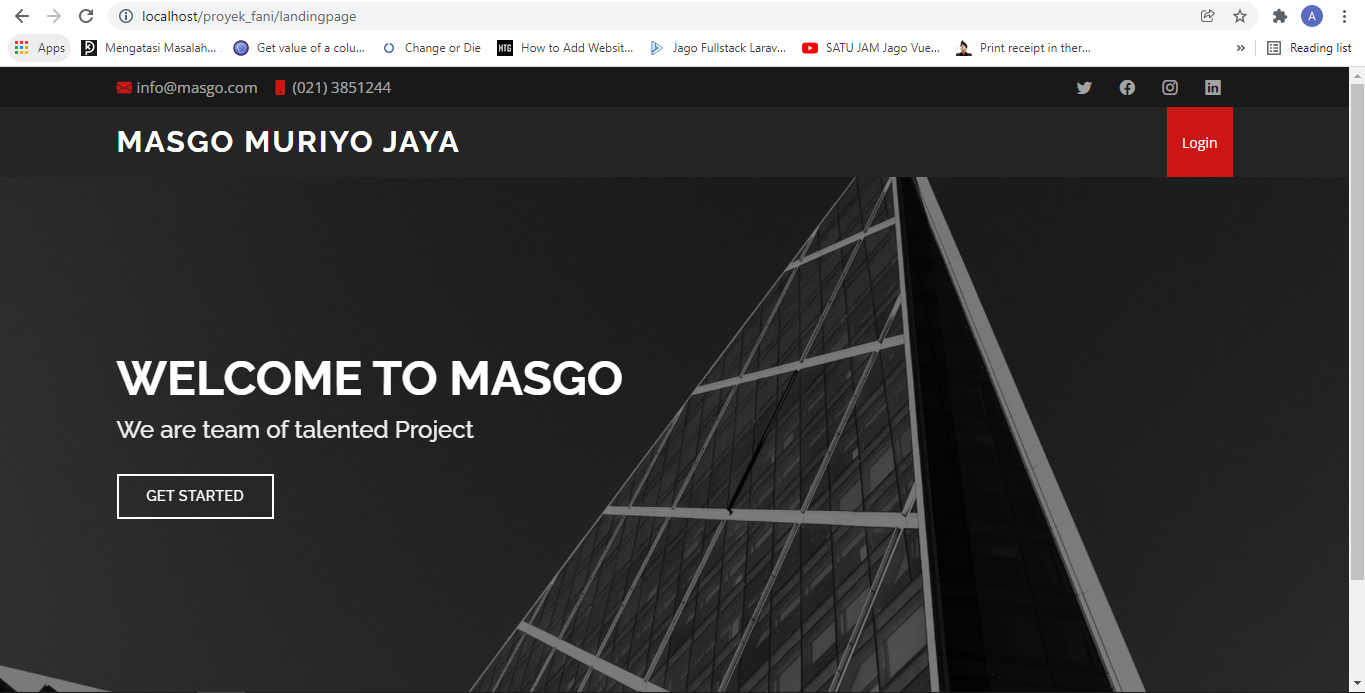 localhost/proyek_fani/landingpage
A
Apps Mengatasi Masalah... Get value of a colu... Change or Die HTG How to Add Websit... Jago Fullstack Larav... SATU JAM Jago Vue... Print receipt in ther... » Reading list
info@masgo.com (021) 3851244
MASGO MURIYO JAYA
Login
WELCOME TO MASGO
We are team of talented Project
GET STARTED